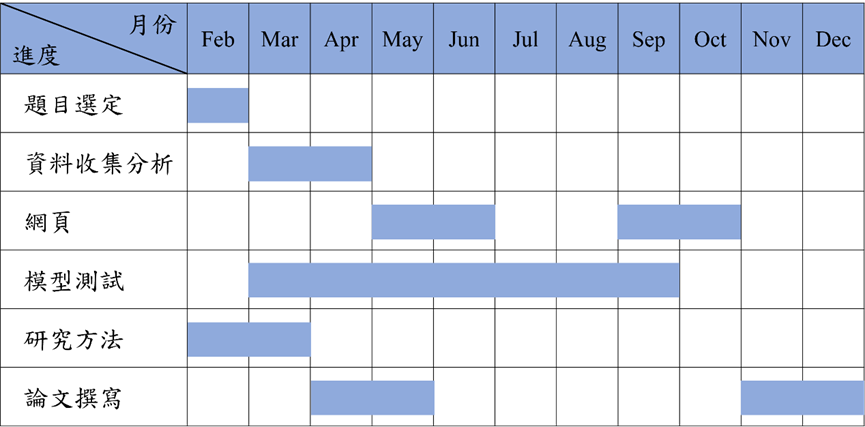 月份
進度
Feb Mar Apr May Jun Jul Aug Sep Oct Nov Dec
題目選定
資料收集分析
網頁
模型測試
研究方法
論文撰寫